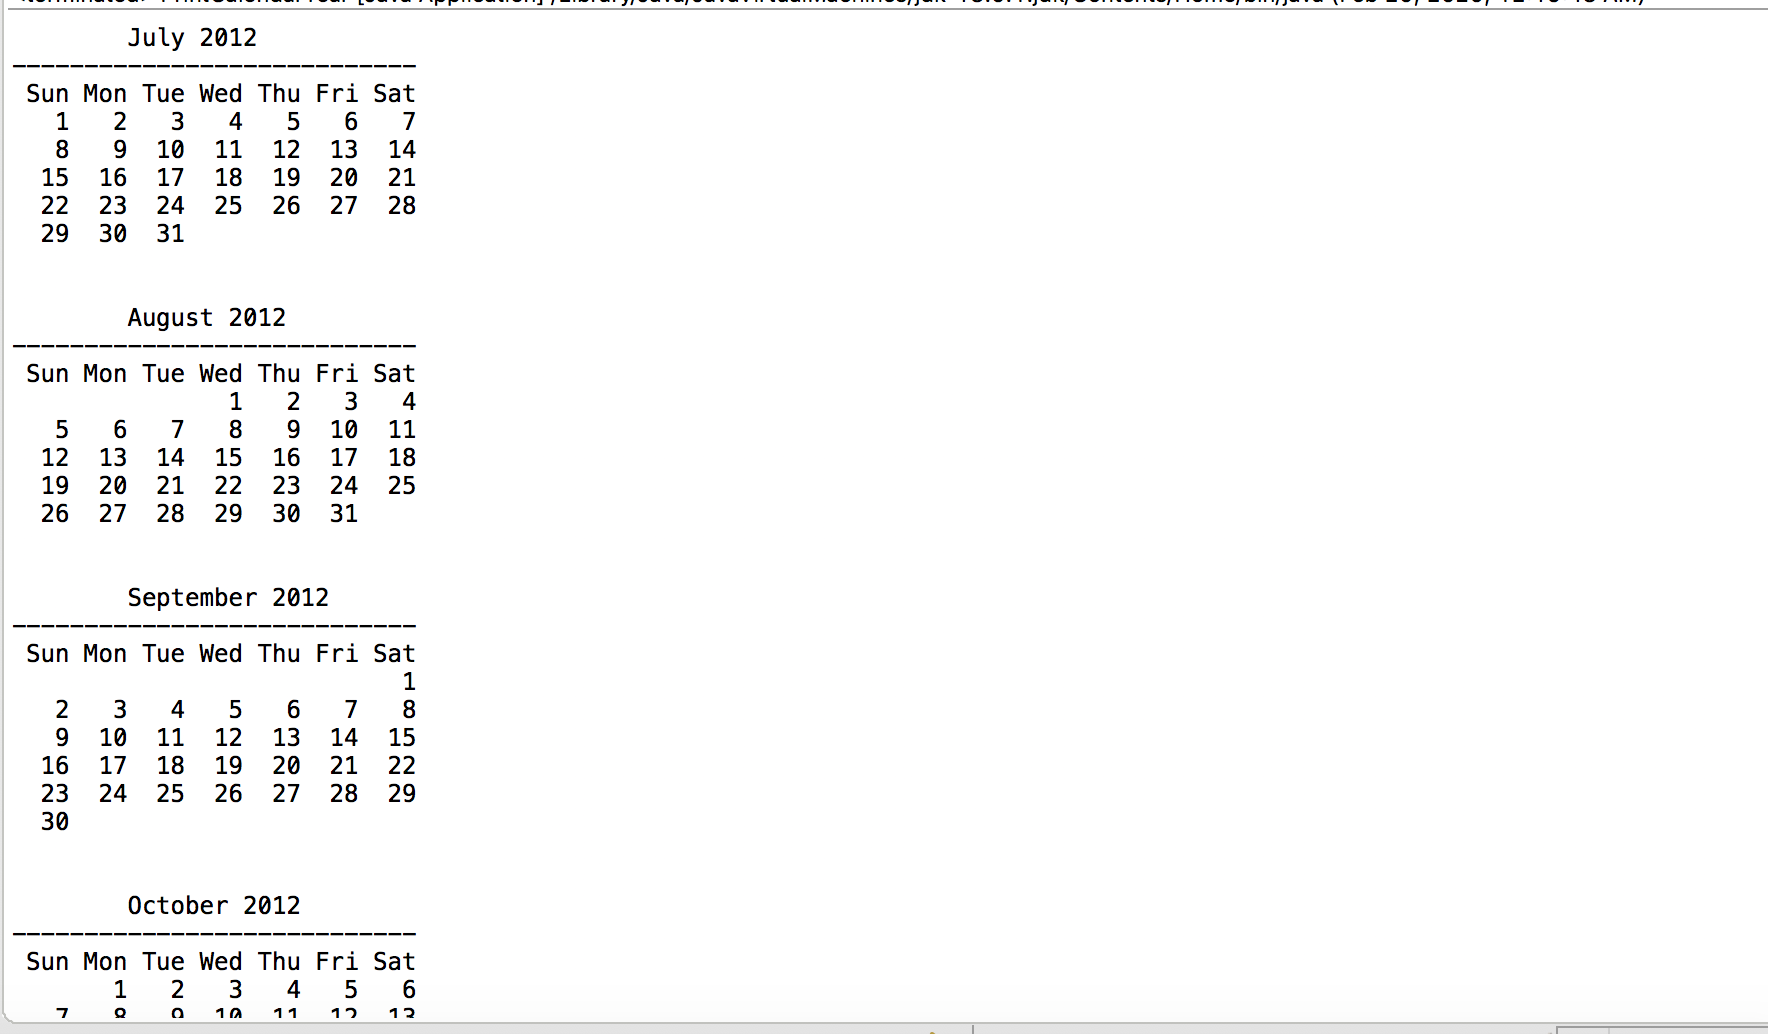 July 2012
----------------------------
 Sun Mon Tue Wed Thu Fri Sat
   1   2   3   4   5   6   7
   8   9  10  11  12  13  14
  15  16  17  18  19  20  21
  22  23  24  25  26  27  28
  29  30  31
        August 2012
----------------------------
 Sun Mon Tue Wed Thu Fri Sat
               1   2   3   4
   5   6   7   8   9  10  11
  12  13  14  15  16  17  18
  19  20  21  22  23  24  25
  26  27  28  29  30  31
        September 2012
----------------------------
 Sun Mon Tue Wed Thu Fri Sat
                           1
   2   3   4   5   6   7   8
   9  10  11  12  13  14  15
  16  17  18  19  20  21  22
  23  24  25  26  27  28  29
  30
        October 2012
----------------------------
 Sun Mon Tue Wed Thu Fri Sat
       1   2   3   4   5   6
   7   8   9  10  11  12  13